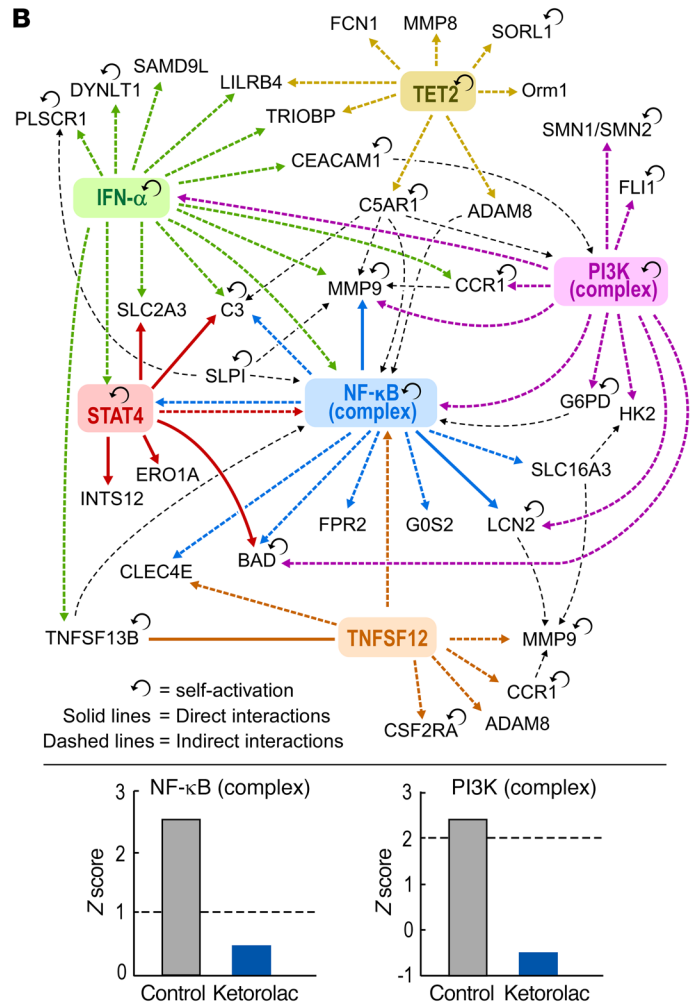 B
FCN1
MMP8
SORL1
SAMD9L
DYNLT1
LILRB4
TET2
Orm1
PLSCR1
TRIOBP
SMN1/SMN2
CEACAM1
FLI1
IFN-α
C5AR1
ADAM8
PI3K
(complex)
MMP9
CCR1
SLC2A3
C3
SLPI
NF-κB
(complex)
STAT4
G6PD
HK2
ERO1A
SLC16A3
INTS12
FPR2
G0S2
LCN2
BAD
CLEC4E
TNFSF13B
TNFSF12
MMP9
CCR1
ADAM8
CSF2RA
= self-activation
Solid lines = Direct interactions
Dashed lines = Indirect interactions
NF-κB (complex)
Z score
3
2
1
0
Control Ketorolac
PI3K (complex)
Z score
3
2
1
0
-1
Control Ketorolac